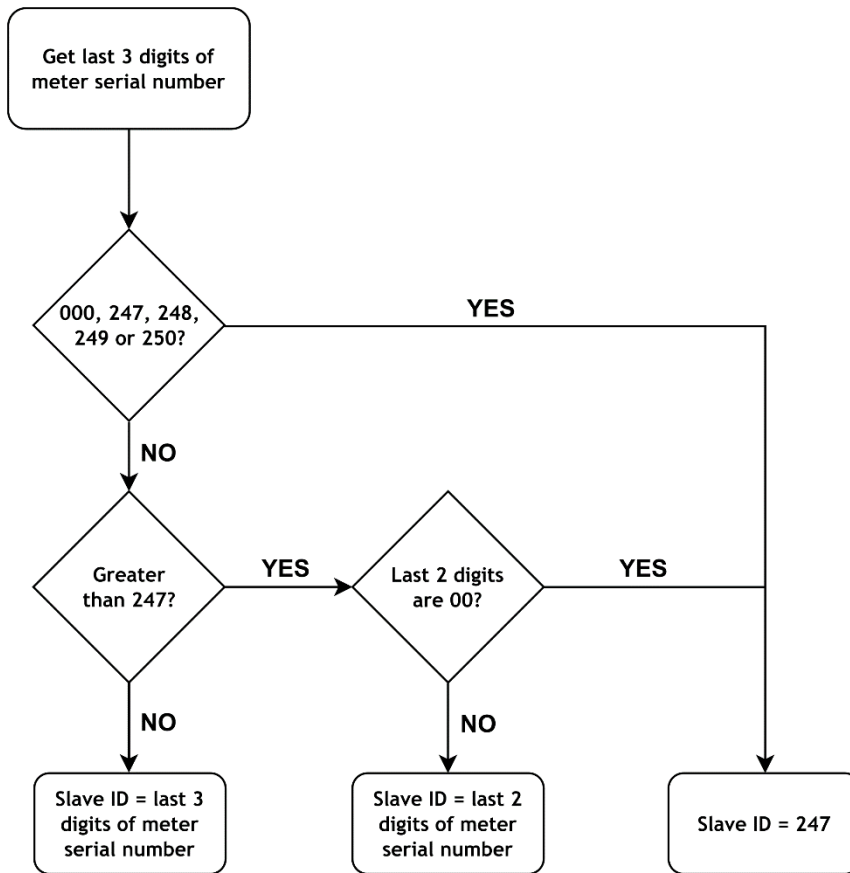 Get last 3 digits of
meter serial number
000, 247, 248,
249 or 250?
YES
NO
Greater
than 247?
YES
Last 2 digits
are 00?
YES
NO
NO
Slave ID = last 3
digits of meter
serial number
Slave ID = last 2
digits of meter
serial number
Slave ID = 247